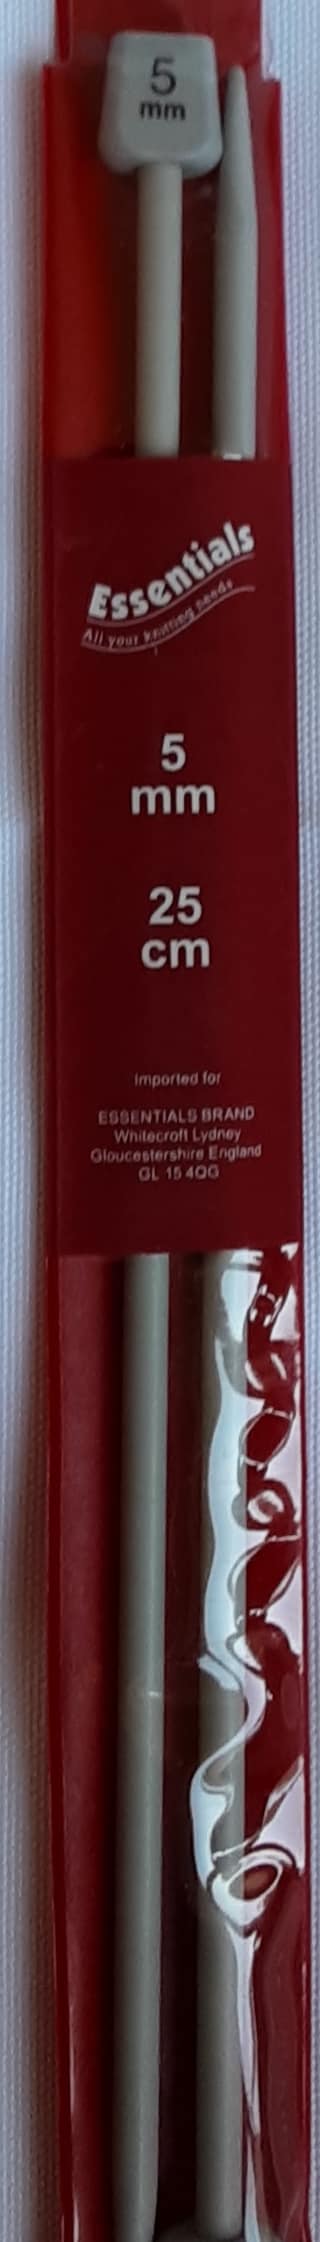 5
mm
Essentials
All your knitting needs
5
mm
25
cm
Imported for
ESSENTIALS BRAND
Whitecroft Lydney
Gloucestershire England
GL 15 4QG